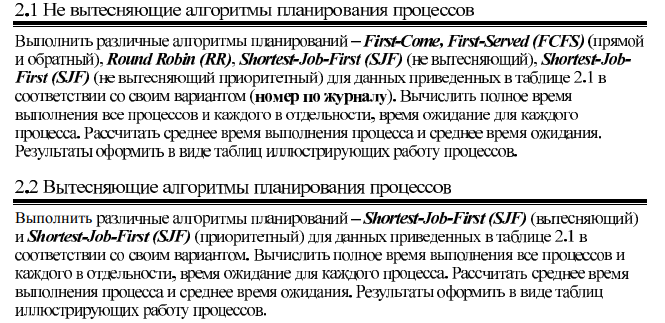 2.1 Не вытесняющие алгоритмы планирования процессов
Выполнить различные алгоритмы планирований – First-Come, First-Served (FCFS) (прямой
и обратный), Round Robin (RR), Shortest-Job-First (SJF) (не вытесняющий), Shortest-Job-
First (SJF) (не вытесняющий приоритетный) для данных приведенных в таблице 2.1 в
соответствии со своим вариантом (номер по журналу). Вычислить полное время
выполнения все процессов и каждого в отдельности, время ожидание для каждого
процесса. Рассчитать среднее время выполнения процесса и среднее время ожидания.
Результаты оформить в виде таблиц иллюстрирующих работу процессов.
2.2 Вытесняющие алгоритмы планирования процессов
Выполнить различные алгоритмы планирований – Shortest-Job-First (SJF) (вытесняющий)
и Shortest-Job-First (SJF) (приоритетный) для данных приведенных в таблице 2.1 в
соответствии со своим вариантом. Вычислить полное время выполнения все процессов и
каждого в отдельности, время ожидание для каждого процесса. Рассчитать среднее время
выполнения процесса и среднее время ожидания. Результаты оформить в виде таблиц
иллюстрирующих работу процессов.